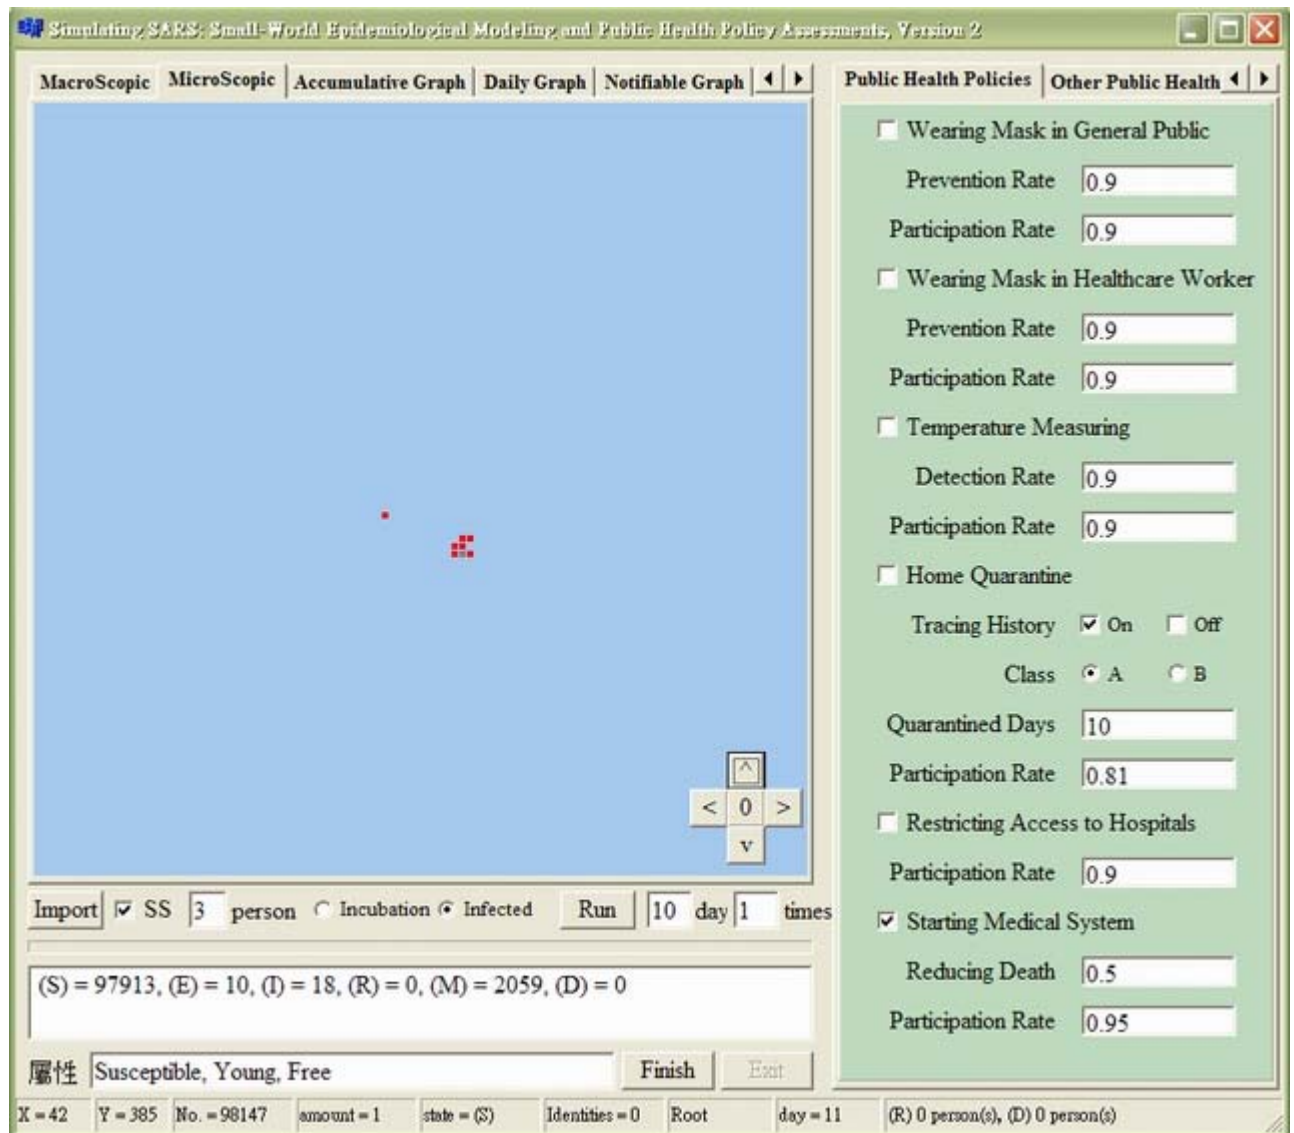 Simulating SARS: Small-World Epidemiological Modeling and Public Health Policy Assessments, Version 2
MacroScopic MicroScopic Accumulative Graph Daily Graph Notifiable Graph
Public Health Policies Other Public Health
Wearing Mask in General Public
Prevention Rate 0.9
Participation Rate 0.9
Wearing Mask in Healthcare Worker
Prevention Rate 0.9
Participation Rate 0.9
Temperature Measuring
Detection Rate 0.9
Participation Rate 0.9
Home Quarantine
Tracing History On Off
Class A B
Quarantined Days 10
Participation Rate 0.81
Restricting Access to Hospitals
Participation Rate 0.9
Starting Medical System
Reducing Death 0.5
Participation Rate 0.95
^
< 0 >
v
Import SS 3 person Incubation Infected Run 10 day 1 times
(S) = 97913, (E) = 10, (I) = 18, (R) = 0, (M) = 2059, (D) = 0
屬性 Susceptible, Young, Free Finish Exit
X = 42 Y = 385 No. = 98147 amount = 1 state = (S) Identities = 0 Root day = 11 (R) 0 person(s), (D) 0 person(s)